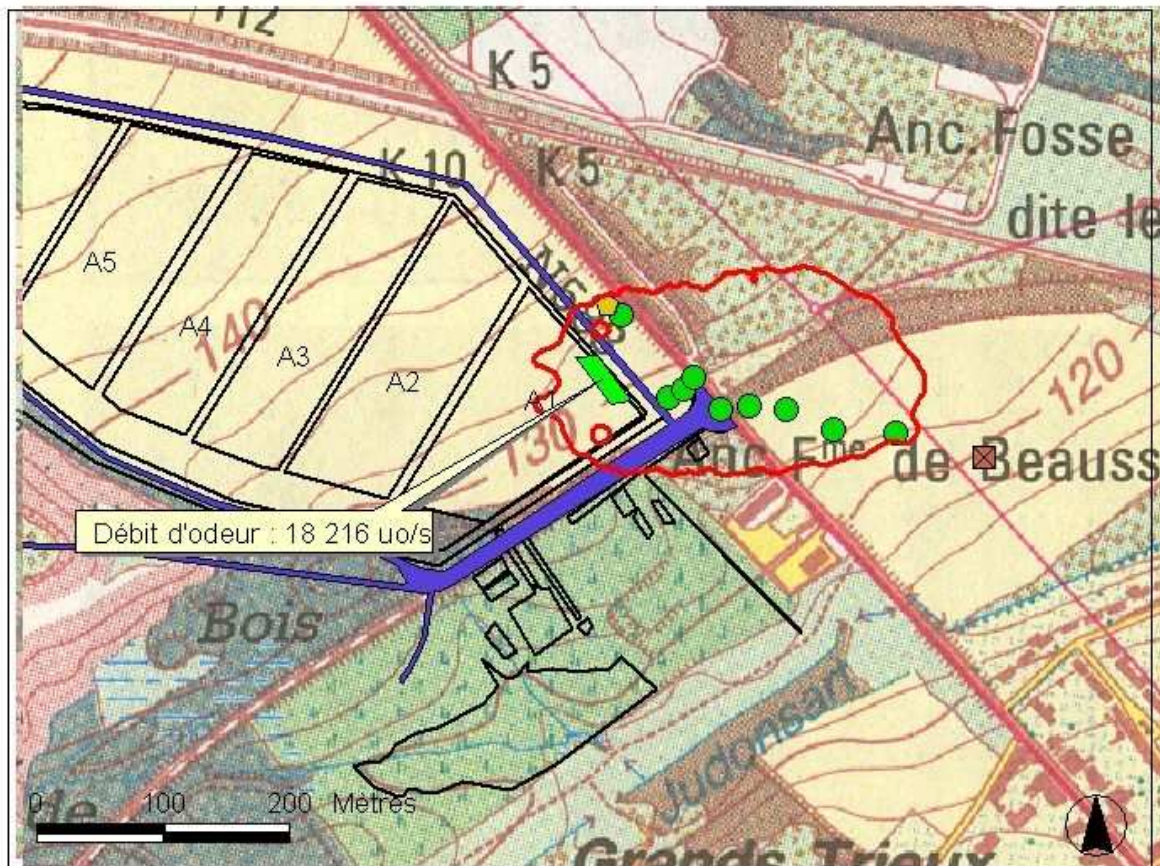 K 5
Anc. Fosse
K 10
K 5
dite le
A5
A4
140
A3
A2
A1
130
120
Anc Fme de Beauss
Débit d'odeur : 18 216 uo/s
Bois
Judonsart
0 100 200 Mètres
de
Grands Trieux